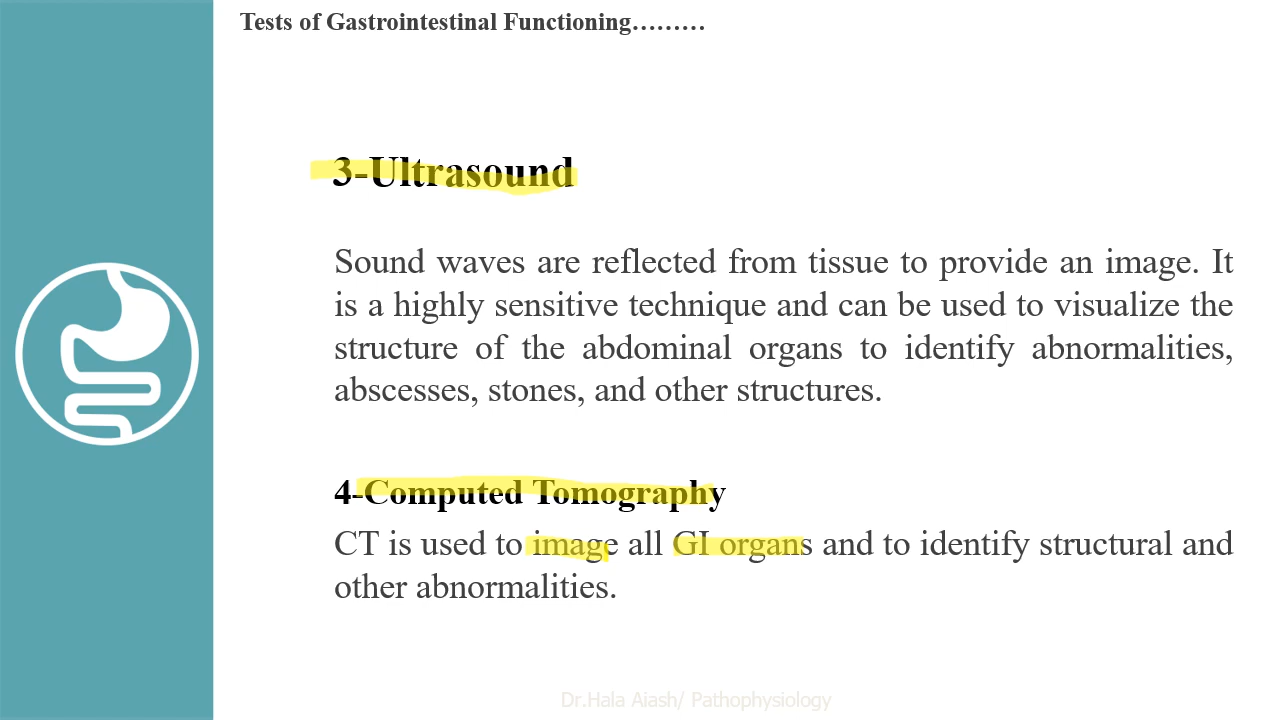 Tests of Gastrointestinal Functioning………
3-Ultrasound
Sound waves are reflected from tissue to provide an image. It
is a highly sensitive technique and can be used to visualize the
structure of the abdominal organs to identify abnormalities,
abscesses, stones, and other structures.
4-Computed Tomography
CT is used to image all GI organs and to identify structural and
other abnormalities.
Dr.Hala Aiash/ Pathophysiology